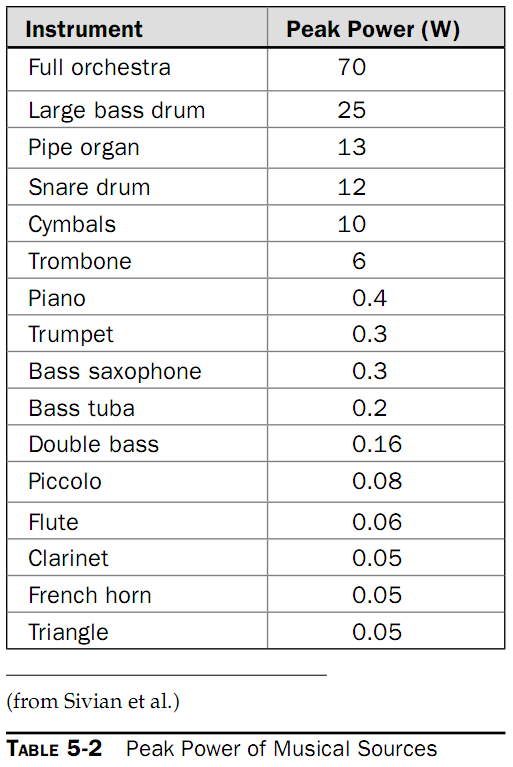 Instrument Peak Power (W)
Full orchestra 70
Large bass drum 25
Pipe organ 13
Snare drum 12
Cymbals 10
Trombone 6
Piano 0.4
Trumpet 0.3
Bass saxophone 0.3
Bass tuba 0.2
Double bass 0.16
Piccolo 0.08
Flute 0.06
Clarinet 0.05
French horn 0.05
Triangle 0.05
(from Sivian et al.)
TABLE 5-2 Peak Power of Musical Sources